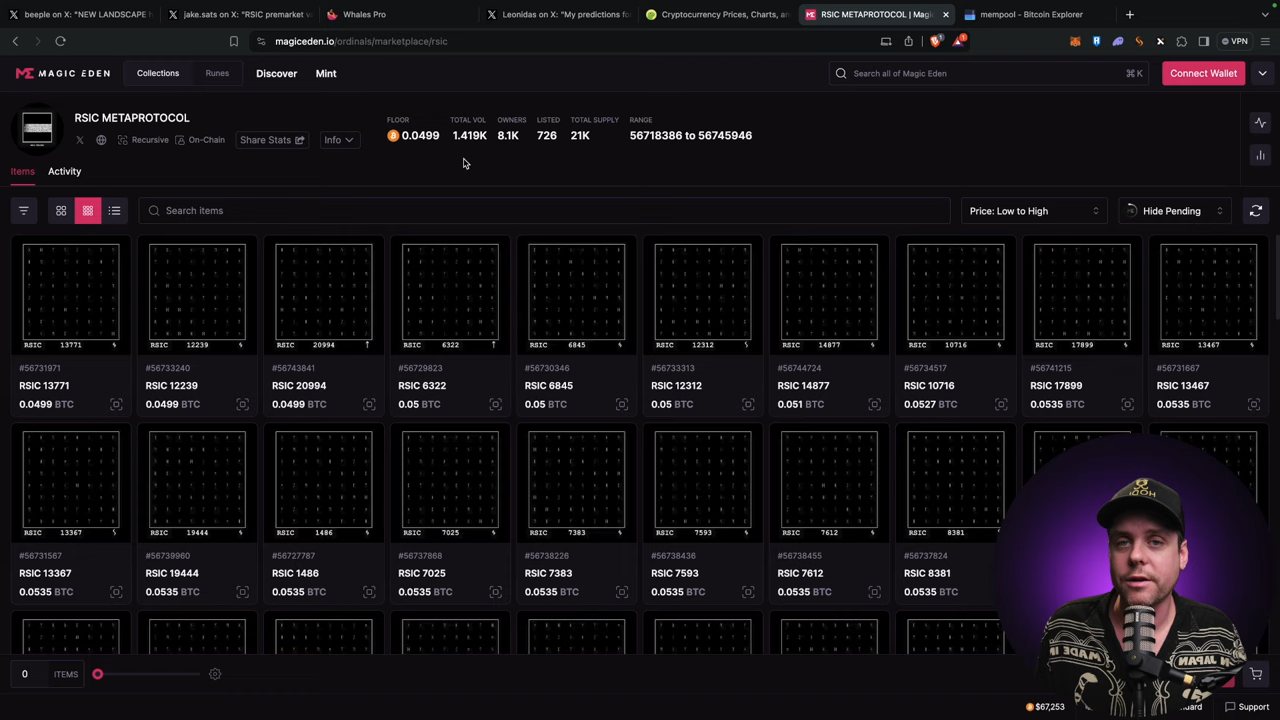 beeple on X: "NEW LANDSCAPE
jake.sats on X: "RSIC premarket
Whales Pro
Leonidas on X: "My predictions fo
Cryptocurrency Prices, Charts, an
RSIC METAPROTOCOL | Magi
mempool - Bitcoin Explorer
magiceden.io/ordinals/marketplace/rsic
VPN
MAGIC EDEN
Collections
Runes
Discover
Mint
Search all of Magic Eden
⌘ K
Connect Wallet
RSIC METAPROTOCOL
Recursive
On-Chain
Share Stats
Info
FLOOR
TOTAL VOL
OWNERS
LISTED
TOTAL SUPPLY
RANGE
0.0499
1.419K
8.1K
726
21K
56718386 to 56745946
Items
Activity
Search items
Price: Low to High
Hide Pending
RSIC 13771
RSIC 12239
RSIC 20994
RSIC 6322
RSIC 6845
RSIC 12312
RSIC 14877
RSIC 10716
RSIC 17899
RSIC 13467
#56731971
#56733240
#56743841
#56729823
#56730346
#56733313
#56744724
#56734517
#56741215
#56731667
RSIC 13771
RSIC 12239
RSIC 20994
RSIC 6322
RSIC 6845
RSIC 12312
RSIC 14877
RSIC 10716
RSIC 17899
RSIC 13467
0.0499 BTC
0.0499 BTC
0.0499 BTC
0.05 BTC
0.05 BTC
0.05 BTC
0.051 BTC
0.0527 BTC
0.0535 BTC
0.0535 BTC
RSIC 13367
RSIC 19444
RSIC 1486
RSIC 7025
RSIC 7383
RSIC 7593
RSIC 7612
RSIC 8381
#56731567
#56739960
#56727787
#56737868
#56738226
#56738436
#56738455
#56737824
RSIC 13367
RSIC 19444
RSIC 1486
RSIC 7025
RSIC 7383
RSIC 7593
RSIC 7612
RSIC 8381
0.0535 BTC
0.0535 BTC
0.0535 BTC
0.0535 BTC
0.0535 BTC
0.0535 BTC
0.0535 BTC
0.0535 BTC
0
ITEMS
$67,253
Support
HODL
MADE IN
JAPAN